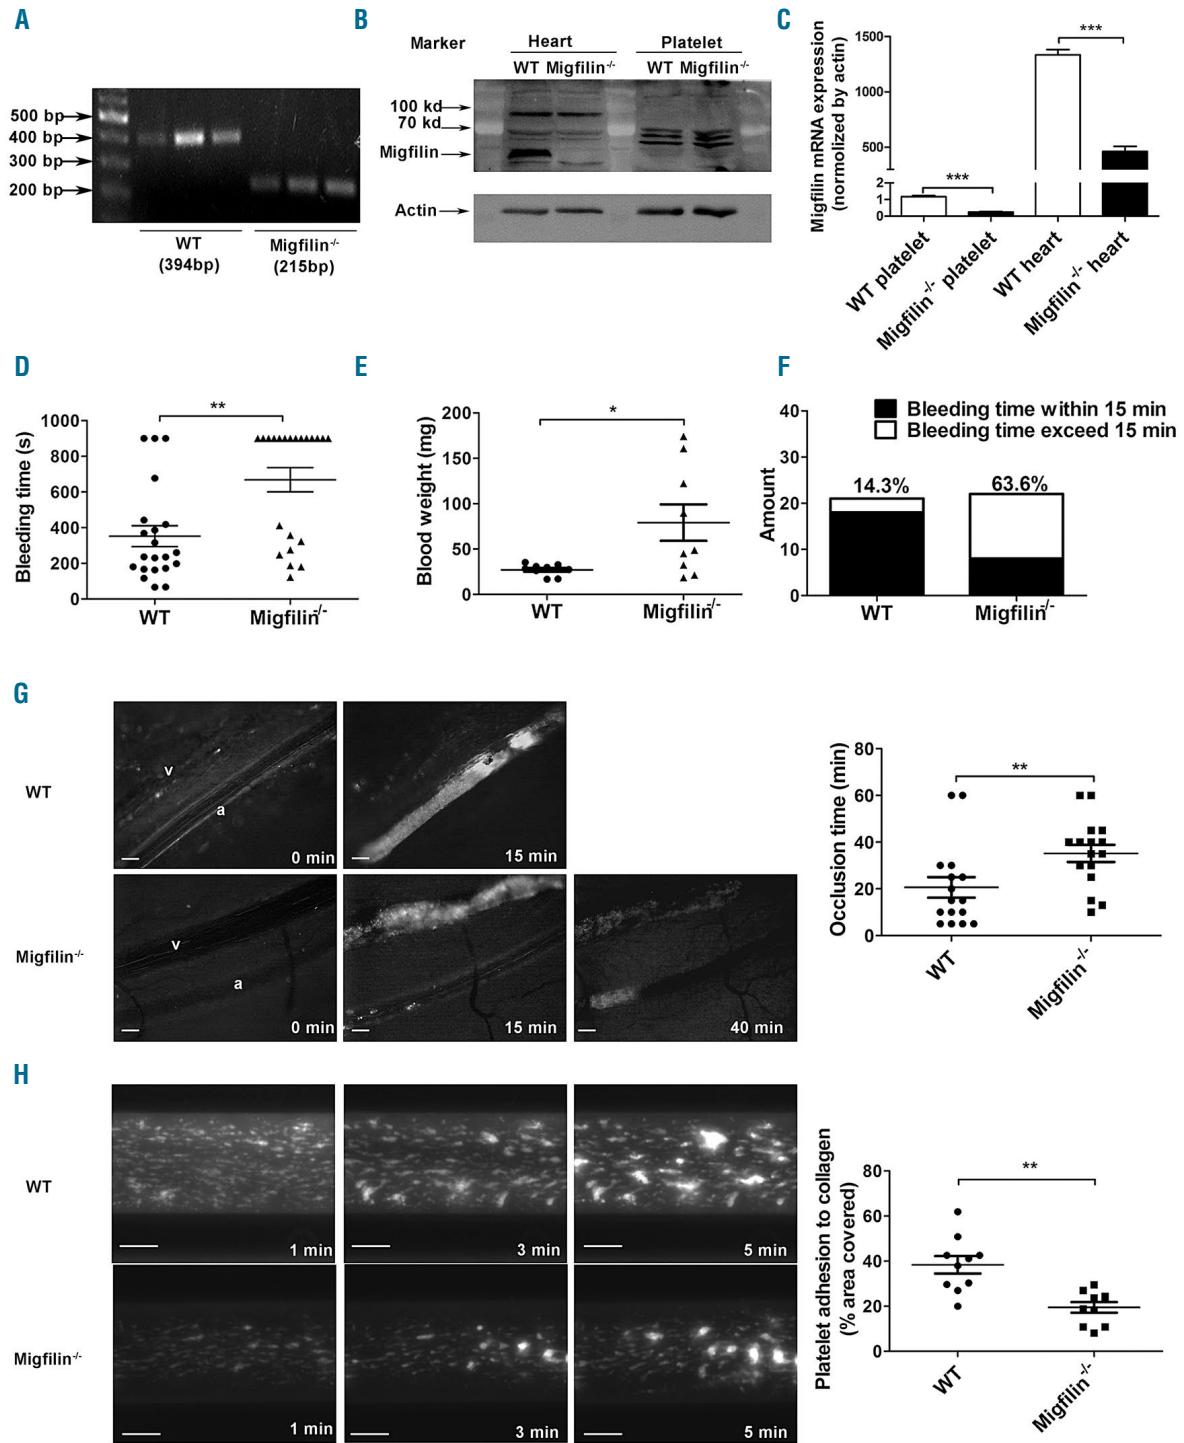 A
500 bp
400 bp
300 bp
200 bp
WT
(394bp)
Migfilin-/-
(215bp)
B
Marker
Heart
Platelet
WT Migfilin-/-
WT Migfilin-/-
100 kd
70 kd
Migfilin
Actin
C
Migfilin mRNA expression
(normolized by actin)
1500
1000
500
2
1
0
***
***
WT platelet
Migfilin-/- platelet
WT heart
Migfilin-/- heart
D
Bleeding time (s)
1000
800
600
400
200
0
**
WT
Migfilin-/-
E
Blood weight (mg)
200
150
100
50
0
*
WT
Migfilin-/-
F
Bleeding time within 15 min
Bleeding time exceed 15 min
Amount
40
30
20
10
0
14.3%
63.6%
WT
Migfilin-/-
G
WT
v
a
0 min
15 min
Migfilin-/-
v
a
0 min
15 min
40 min
Occlusion time (min)
80
60
40
20
0
**
WT
Migfilin-/-
H
WT
1 min
3 min
5 min
Migfilin-/-
1 min
3 min
5 min
Platelet adhesion to collagen
(% area covered)
80
60
40
20
0
**
WT
Migfilin-/-